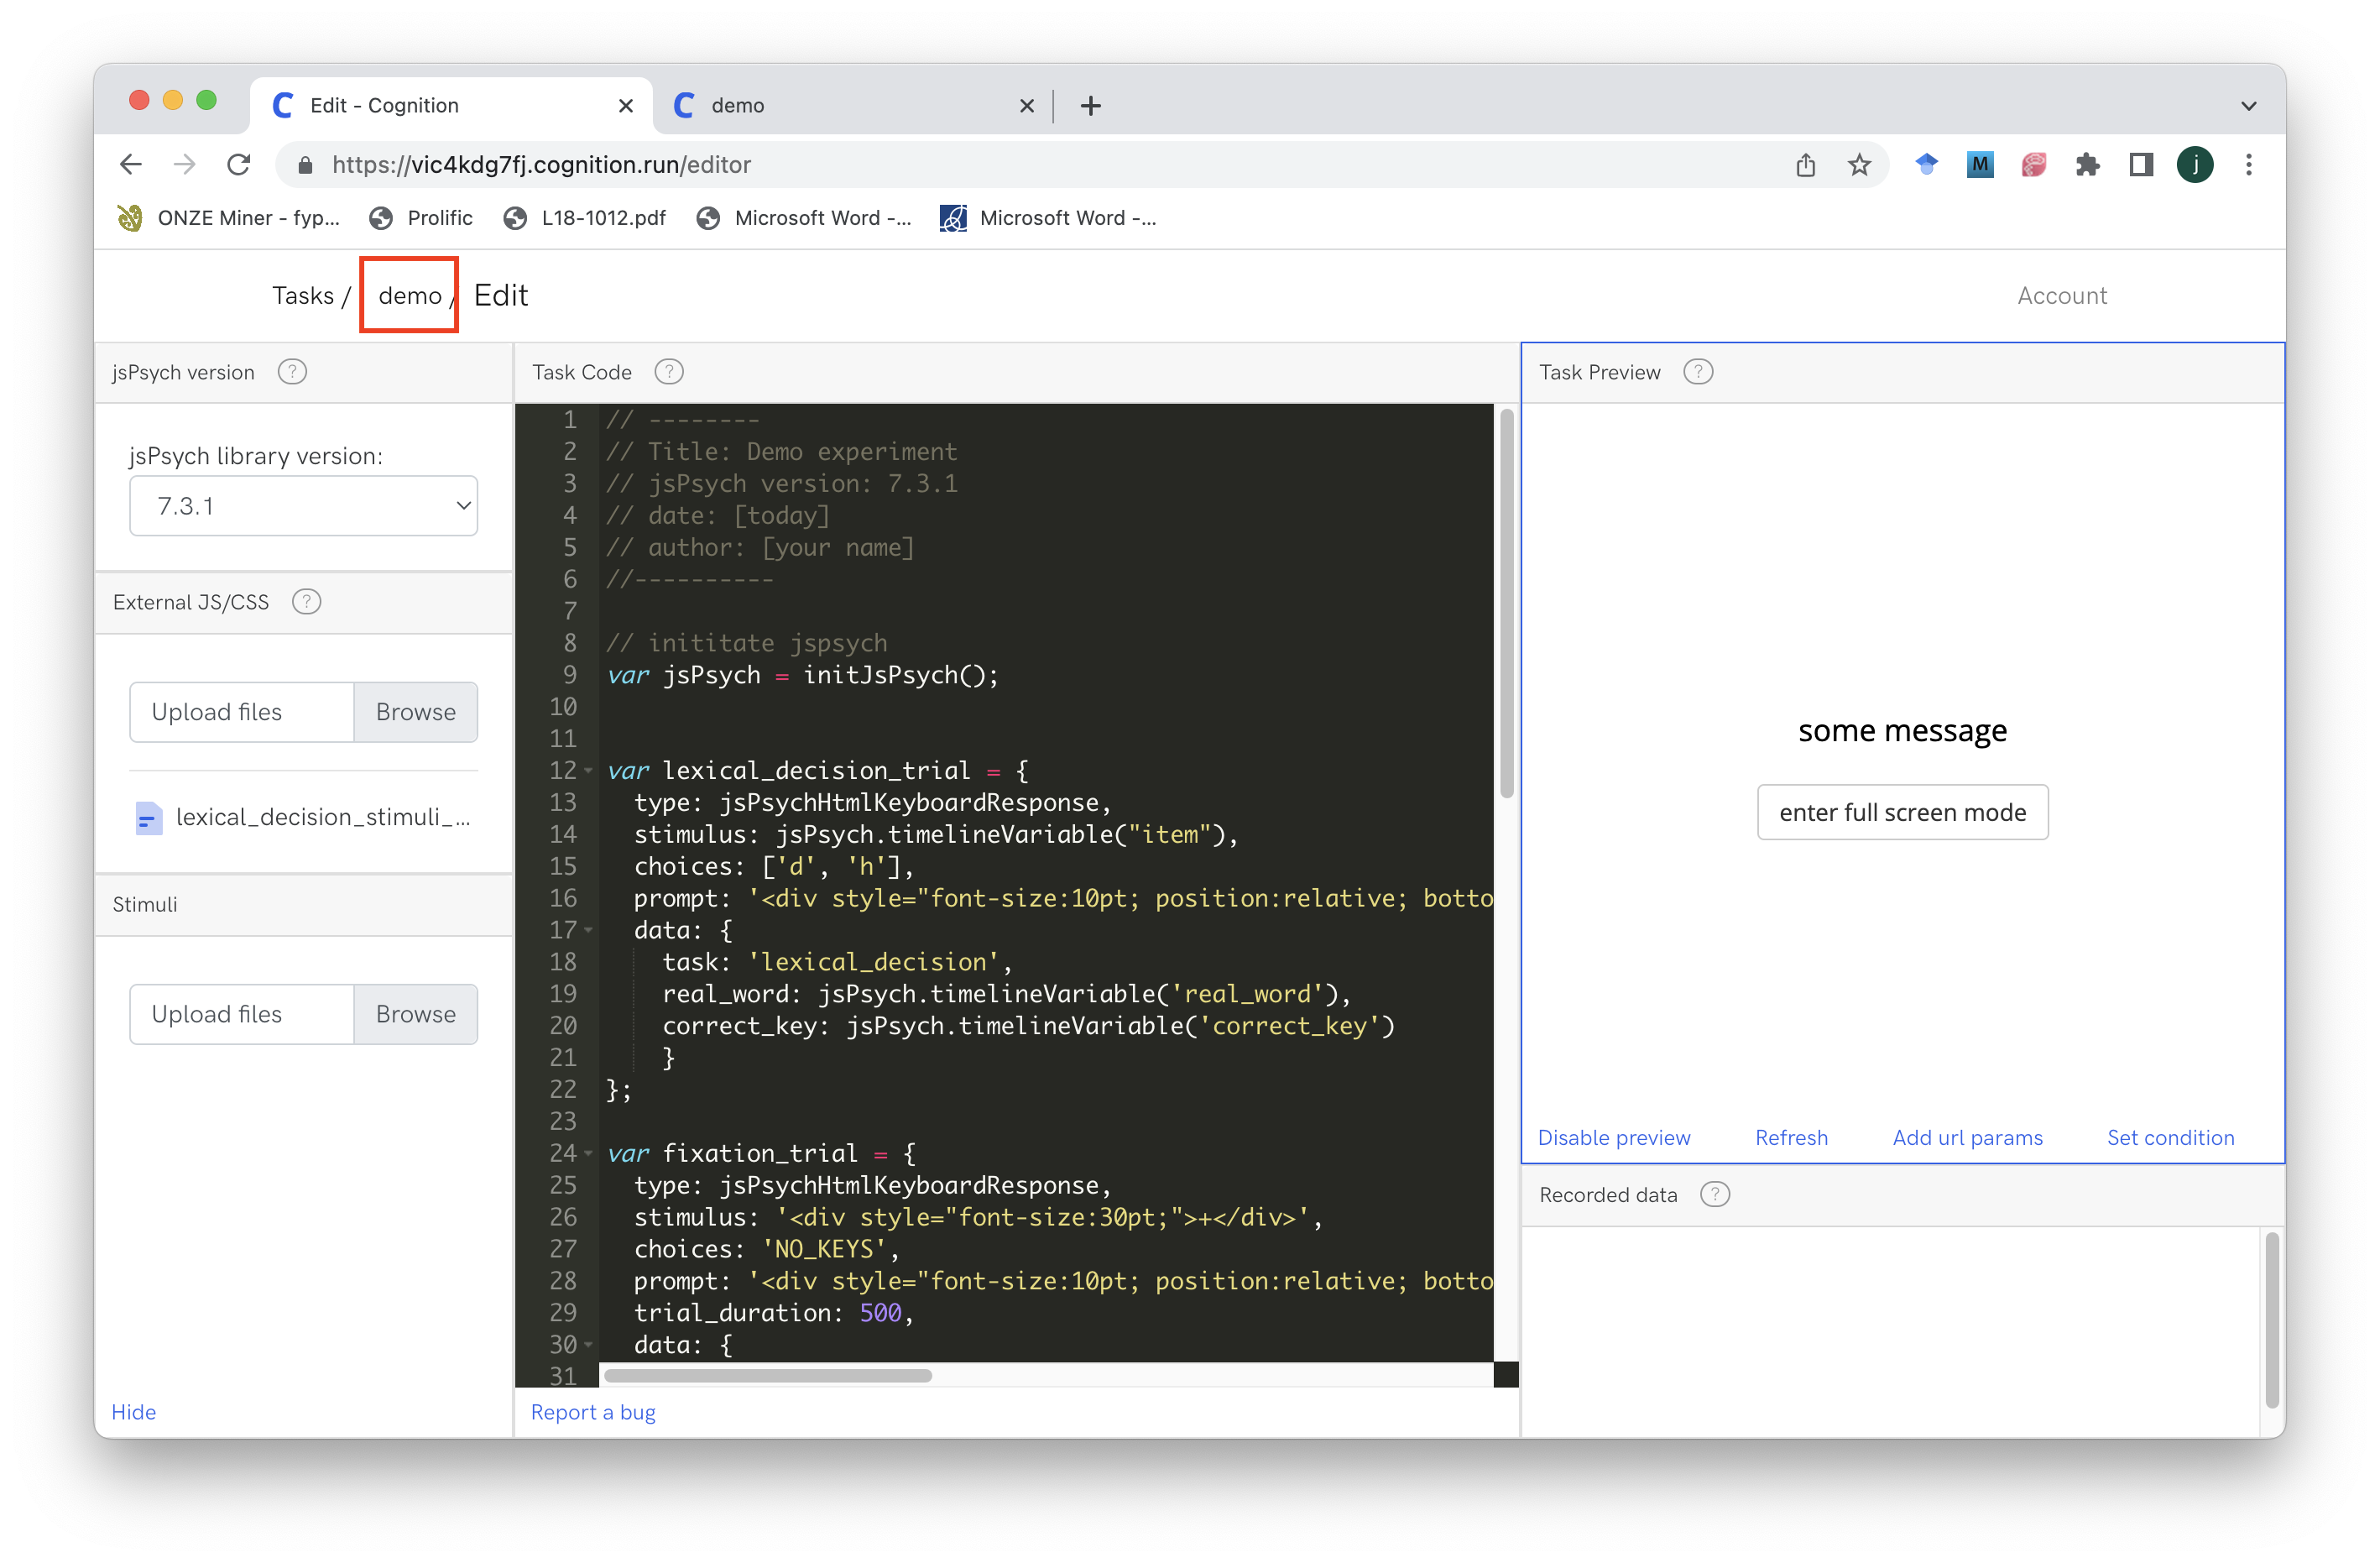 Edit - Cognition
demo
https://vic4kdg7fj.cognition.run/editor
M
j
ONZE Miner - fyp...
Prolific
L18-1012.pdf
Microsoft Word -...
Microsoft Word -...
Tasks / demo / Edit
Account
jsPsych version ?
jsPsych library version:
7.3.1
External JS/CSS ?
Upload files Browse
lexical_decision_stimuli_...
Stimuli
Upload files Browse
Hide
Task Code ?
1 // --------
2 // Title: Demo experiment
3 // jsPsych version: 7.3.1
4 // date: [today]
5 // author: [your name]
6 //----------
7
8 // inititate jspsych
9 var jsPsych = initJsPsych();
10
11
12 var lexical_decision_trial = {
13 type: jsPsychHtmlKeyboardResponse,
14 stimulus: jsPsych.timelineVariable("item"),
15 choices: ['d', 'h'],
16 prompt: '<div style="font-size:10pt; position:relative; botto
17 data: {
18 task: 'lexical_decision',
19 real_word: jsPsych.timelineVariable('real_word'),
20 correct_key: jsPsych.timelineVariable('correct_key')
21 }
22 };
23
24 var fixation_trial = {
25 type: jsPsychHtmlKeyboardResponse,
26 stimulus: '<div style="font-size:30pt;">+</div>',
27 choices: 'NO_KEYS',
28 prompt: '<div style="font-size:10pt; position:relative; botto
29 trial_duration: 500,
30 data: {
31
Report a bug
Task Preview ?
some message
enter full screen mode
Disable preview Refresh Add url params Set condition
Recorded data ?